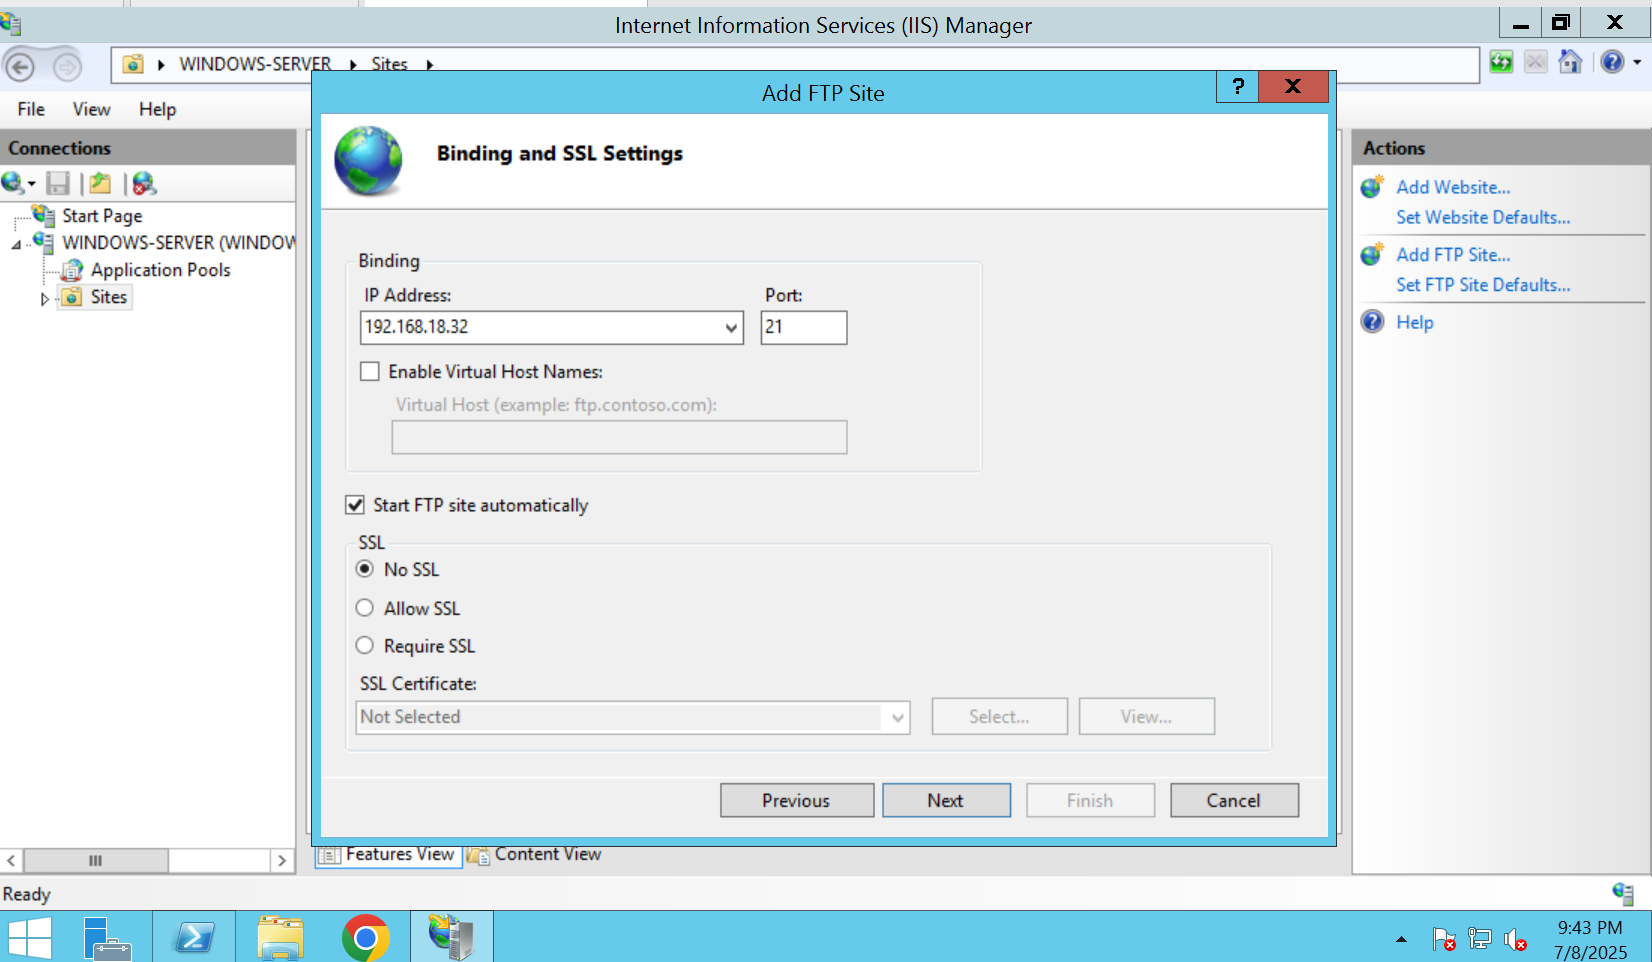 Internet Information Services (IIS) Manager
WINDOWS-SERVER Sites
File View Help
Connections
Start Page
WINDOWS-SERVER (WINDOW
Application Pools
Sites
Add FTP Site
?
X
Binding and SSL Settings
Binding
IP Address: Port:
192.168.18.32 21
Enable Virtual Host Names:
Virtual Host (example: ftp.contoso.com):
Start FTP site automatically
SSL
No SSL
Allow SSL
Require SSL
SSL Certificate:
Not Selected Select... View...
Previous Next Finish Cancel
Actions
Add Website...
Set Website Defaults...
Add FTP Site...
Set FTP Site Defaults...
Help
Features View Content View
Ready
9:43 PM
7/8/2025